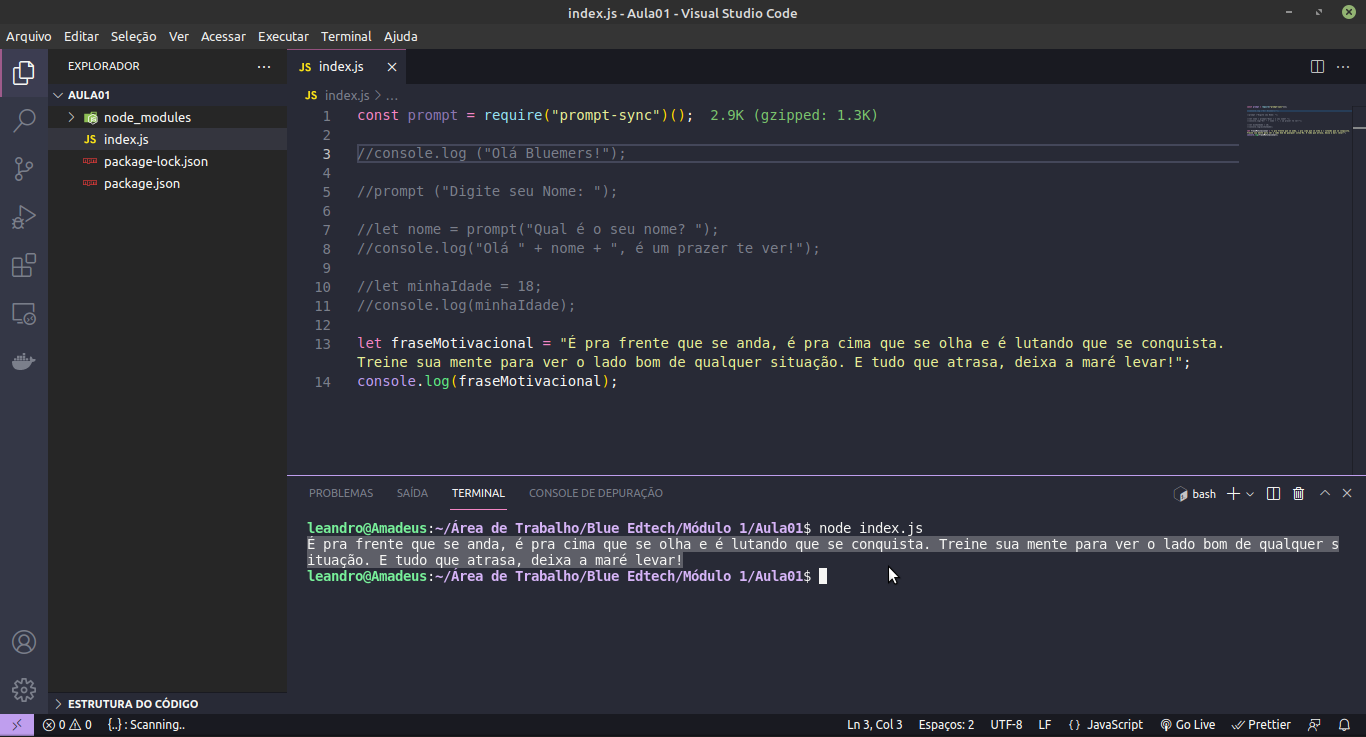 index.js - Aula01 - Visual Studio Code
Arquivo Editar Seleção Ver Acessar Executar Terminal Ajuda
EXPLORADOR
AULA01
node_modules
JS index.js
package-lock.json
package.json
ESTRUTURA DO CÓDIGO
JS index.js
JS index.js > ...
1 const prompt = require("prompt-sync")(); 2.9K (gzipped: 1.3K)
2
3 //console.log ("Olá Bluemers!");
4
5 //prompt ("Digite seu Nome: ");
6
7 //let nome = prompt("Qual é o seu nome? ");
8 //console.log("Olá " + nome + ", é um prazer te ver!");
9
10 //let minhaIdade = 18;
11 //console.log(minhaIdade);
12
13 let fraseMotivacional = "É pra frente que se anda, é pra cima que se olha e é lutando que se conquista.
Treine sua mente para ver o lado bom de qualquer situação. E tudo que atrasa, deixa a maré levar!";
14 console.log(fraseMotivacional);
PROBLEMAS SAÍDA TERMINAL CONSOLE DE DEPURAÇÃO bash
leandro@Amadeus:~/Área de Trabalho/Blue Edtech/Módulo 1/Aula01$ node index.js
É pra frente que se anda, é pra cima que se olha e é lutando que se conquista. Treine sua mente para ver o lado bom de qualquer s
ituação. E tudo que atrasa, deixa a maré levar!
leandro@Amadeus:~/Área de Trabalho/Blue Edtech/Módulo 1/Aula01$
0 0 {..} : Scanning.. Ln 3, Col 3 Espaços: 2 UTF-8 LF {} JavaScript Go Live Prettier